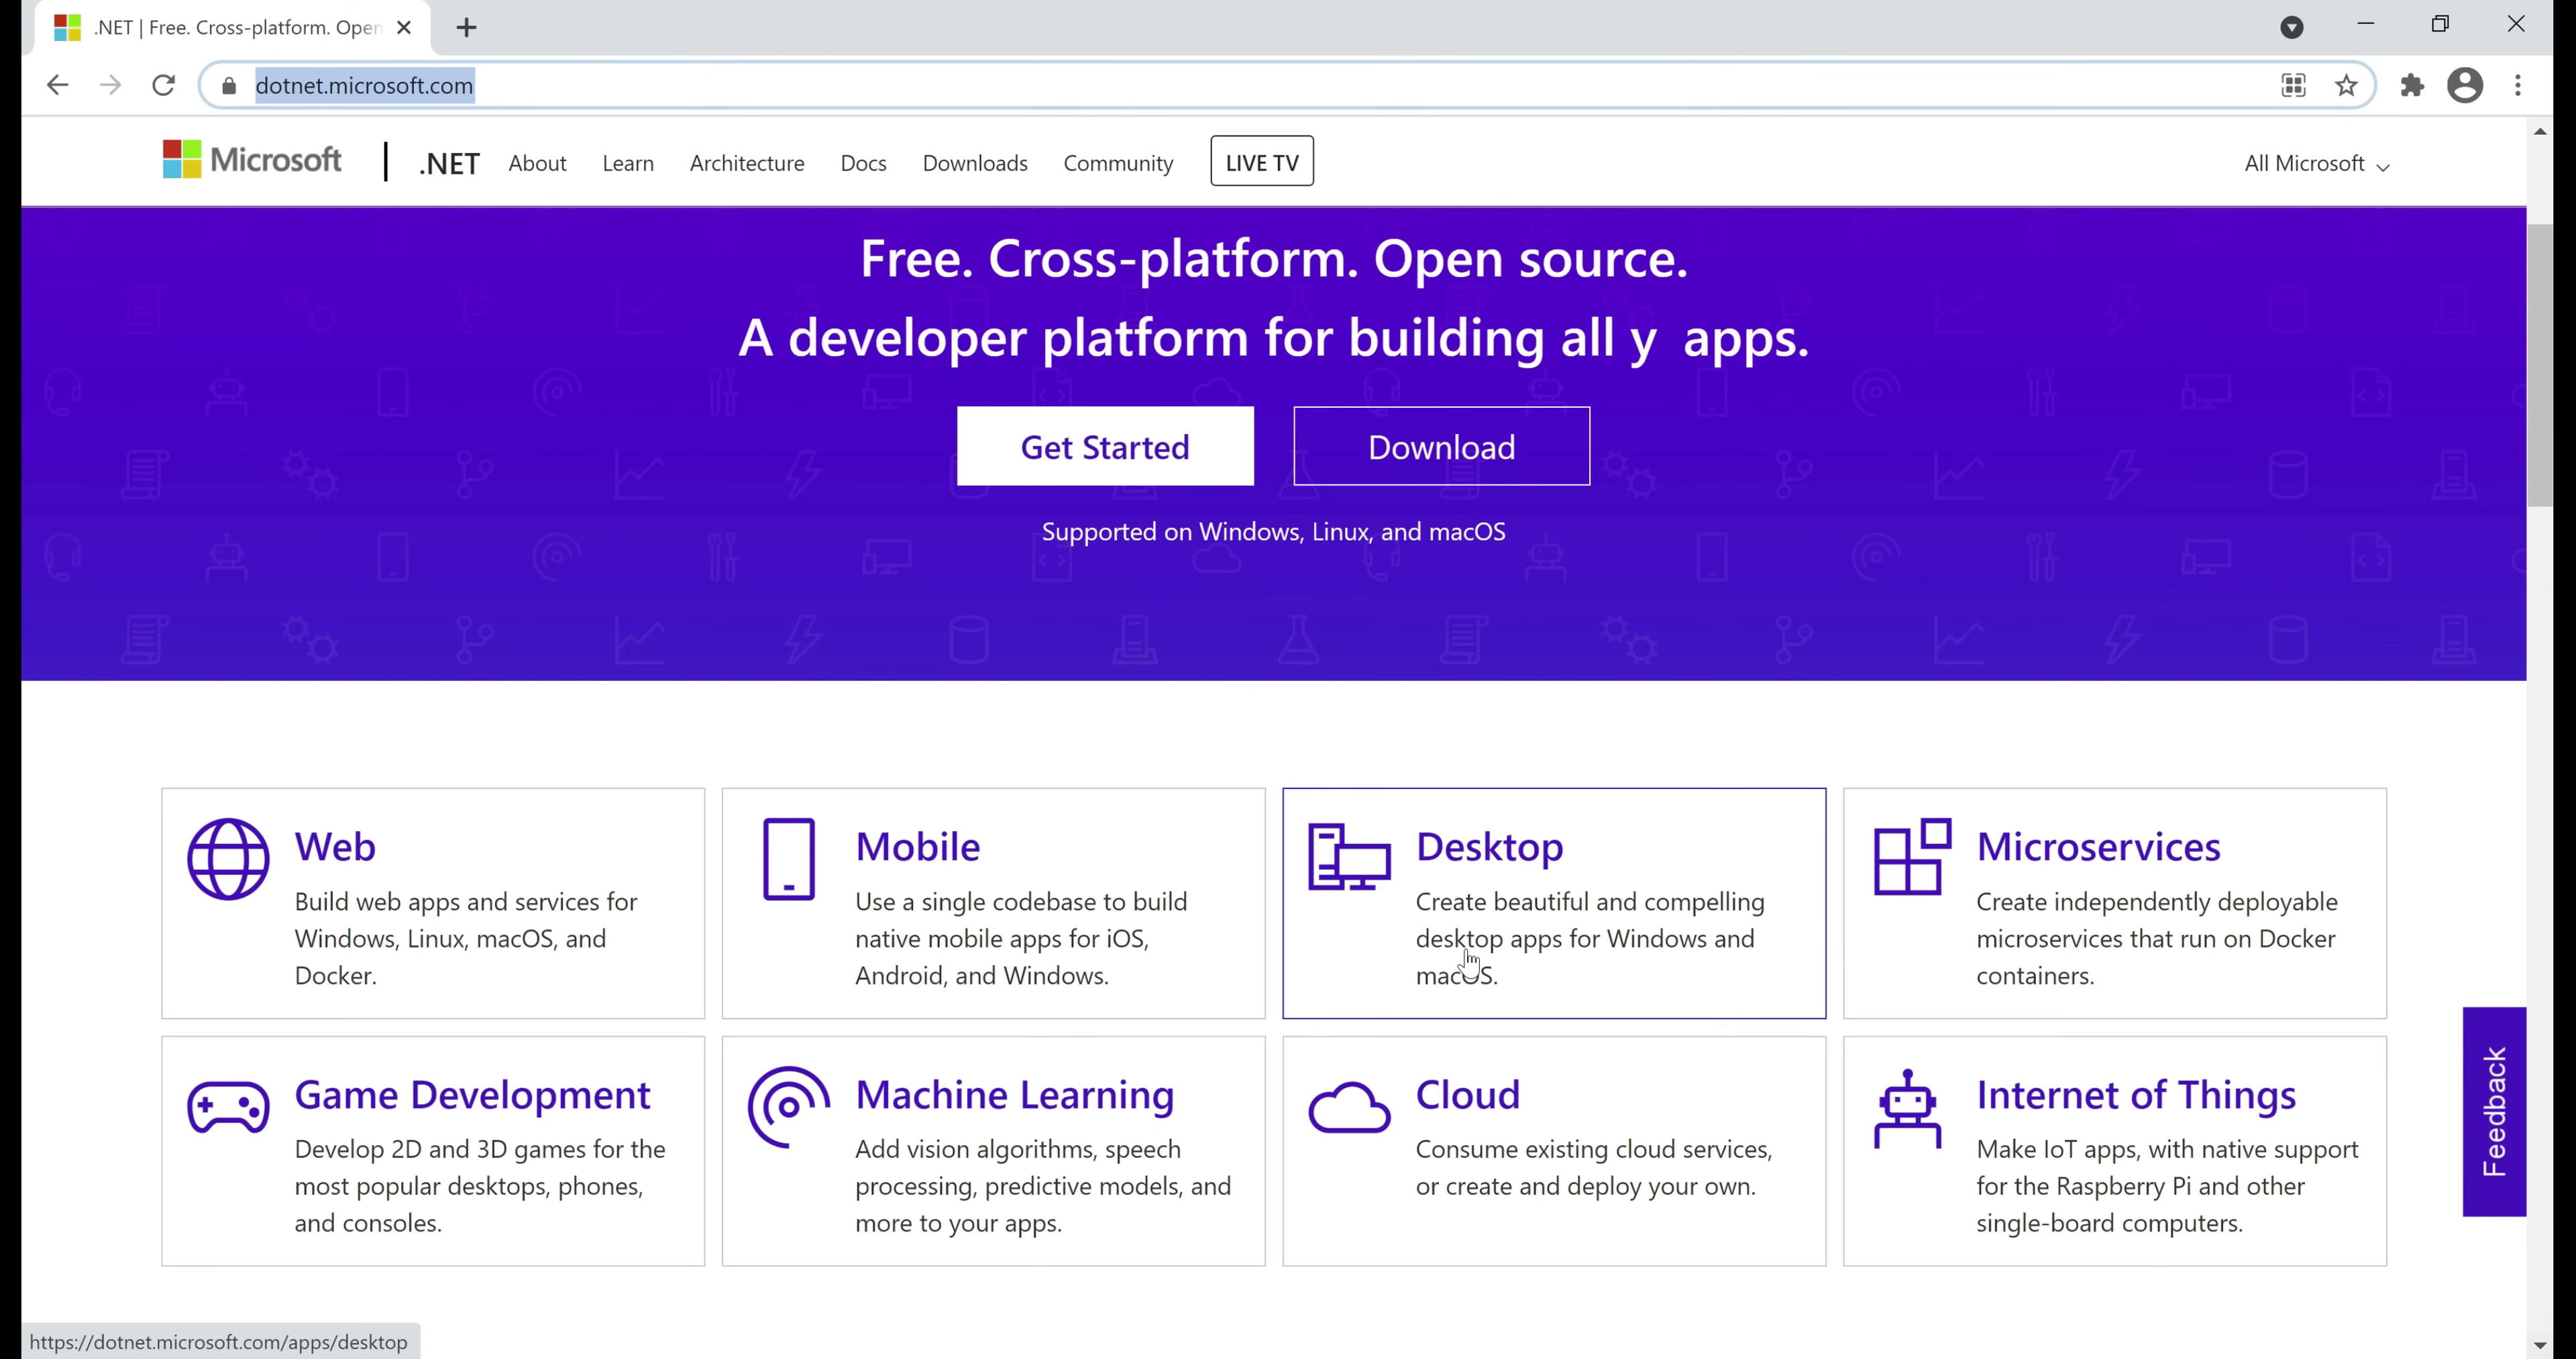 .NET | Free. Cross-platform. Open
dotnet.microsoft.com
Microsoft .NET About Learn Architecture Docs Downloads Community LIVE TV All Microsoft
Free. Cross-platform. Open source.
A developer platform for building all y apps.
Get Started Download
Supported on Windows, Linux, and macOS
Web
Build web apps and services for
Windows, Linux, macOS, and
Docker.
Mobile
Use a single codebase to build
native mobile apps for iOS,
Android, and Windows.
Desktop
Create beautiful and compelling
desktop apps for Windows and
macOS.
Microservices
Create independently deployable
microservices that run on Docker
containers.
Game Development
Develop 2D and 3D games for the
most popular desktops, phones,
and consoles.
Machine Learning
Add vision algorithms, speech
processing, predictive models, and
more to your apps.
Cloud
Consume existing cloud services,
or create and deploy your own.
Internet of Things
Make IoT apps, with native support
for the Raspberry Pi and other
single-board computers.
Feedback
https://dotnet.microsoft.com/apps/desktop